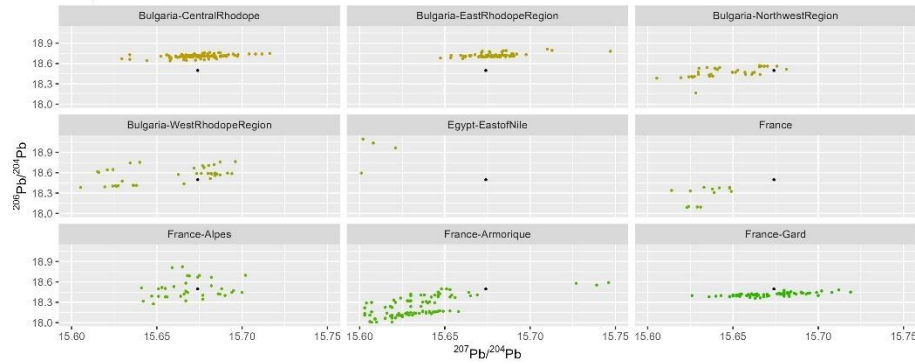 Bulgaria-CentralRhodope Bulgaria-EastRhodopeRegion Bulgaria-NorthwestRegion
18.9
18.6
18.3
18.0
Bulgaria-WestRhodopeRegion Egypt-EastofNile France
18.9
18.6
18.3
18.0
France-Alpes France-Armorique France-Gard
18.9
18.6
18.3
18.0
15.60 15.65 15.70 15.75 15.60 15.65 15.70 15.75 15.60 15.65 15.70 15.75
²⁰⁷Pb/²⁰⁴Pb
²⁰⁶Pb/²⁰⁴Pb